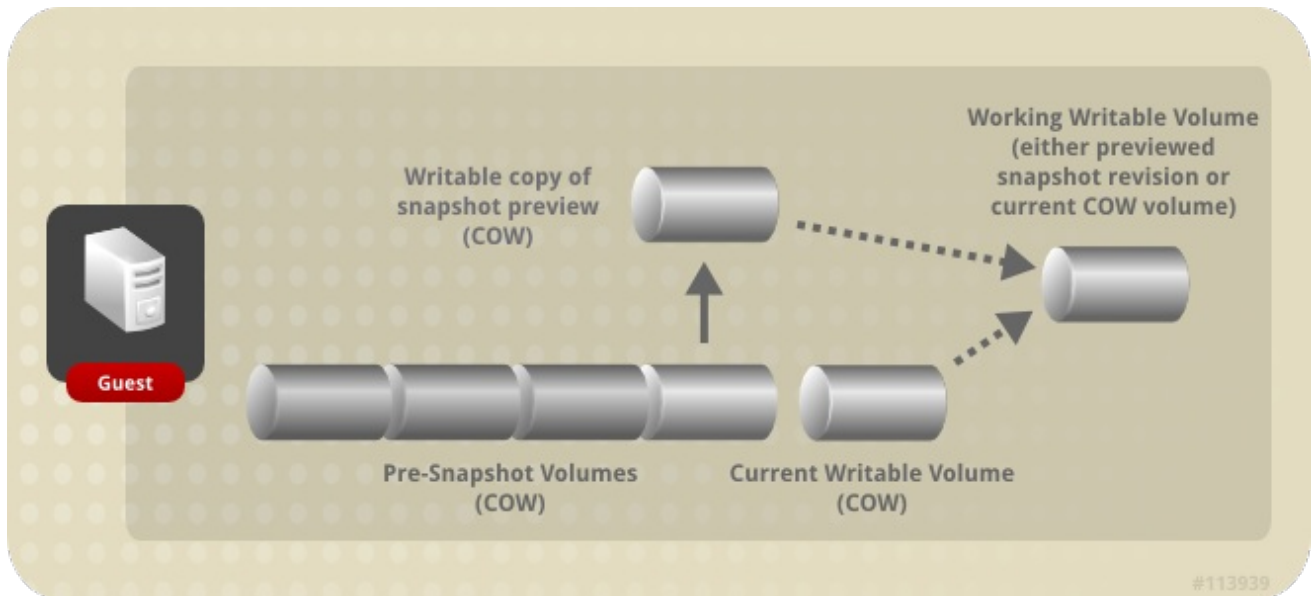 Working Writable Volume
(either previewed
snapshot revision or
current COW volume)
Writable copy of
snapshot preview
(COW)
Guest
Pre-Snapshot Volumes
(COW)
Current Writable Volume
(COW)
#113939